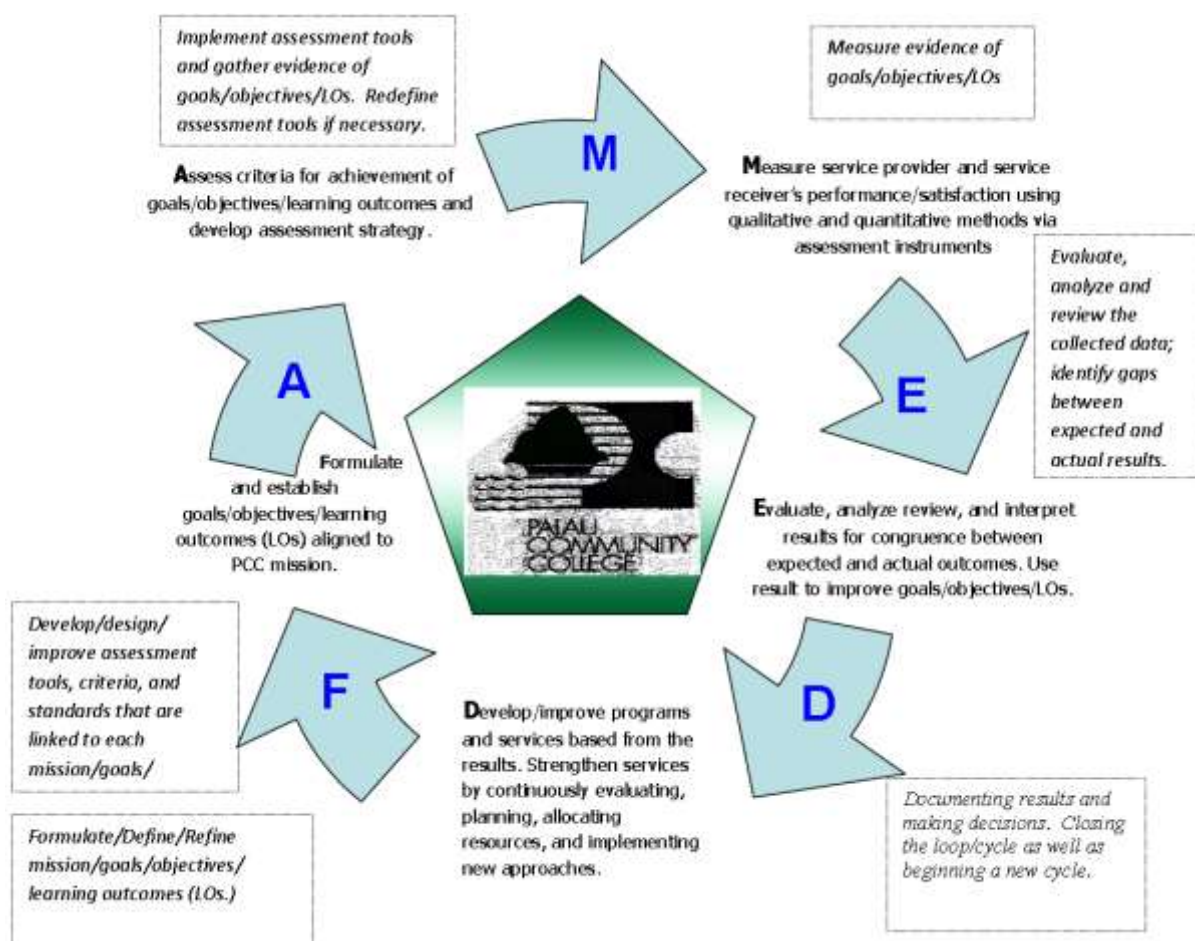 Implement assessment tools
and gather evidence of
goals/objectives/LOs. Redefine
assessment tools if necessary.
Measure evidence of
goals/objectives/LOs
M
Assess criteria for achievement of
goals/objectives/learning outcomes and
develop assessment strategy.
Measure service provider and service
receiver's performance/satisfaction using
qualitative and quantitative methods via
assessment instruments
Evaluate,
analyze and
review the
collected data;
identify gaps
between
expected and
actual results.
A
E
PALAU
COMMUNITY
COLLEGE
Formulate
and establish
goals/objectives/learning
outcomes (LOs) aligned to
PCC mission.
Evaluate, analyze review, and interpret
results for congruence between
expected and actual outcomes. Use
result to improve goals/objectives/LOs.
Develop/design/
improve assessment
tools, criteria, and
standards that are
linked to each
mission/goals/
F
D
Develop/improve programs
and services based from the
results. Strengthen services
by continuously evaluating,
planning, allocating
resources, and implementing
new approaches.
Documenting results and
making decisions. Closing
the loop/cycle as well as
beginning a new cycle.
Formulate/Define/Refine
mission/goals/objectives/
learning outcomes (LOs.)